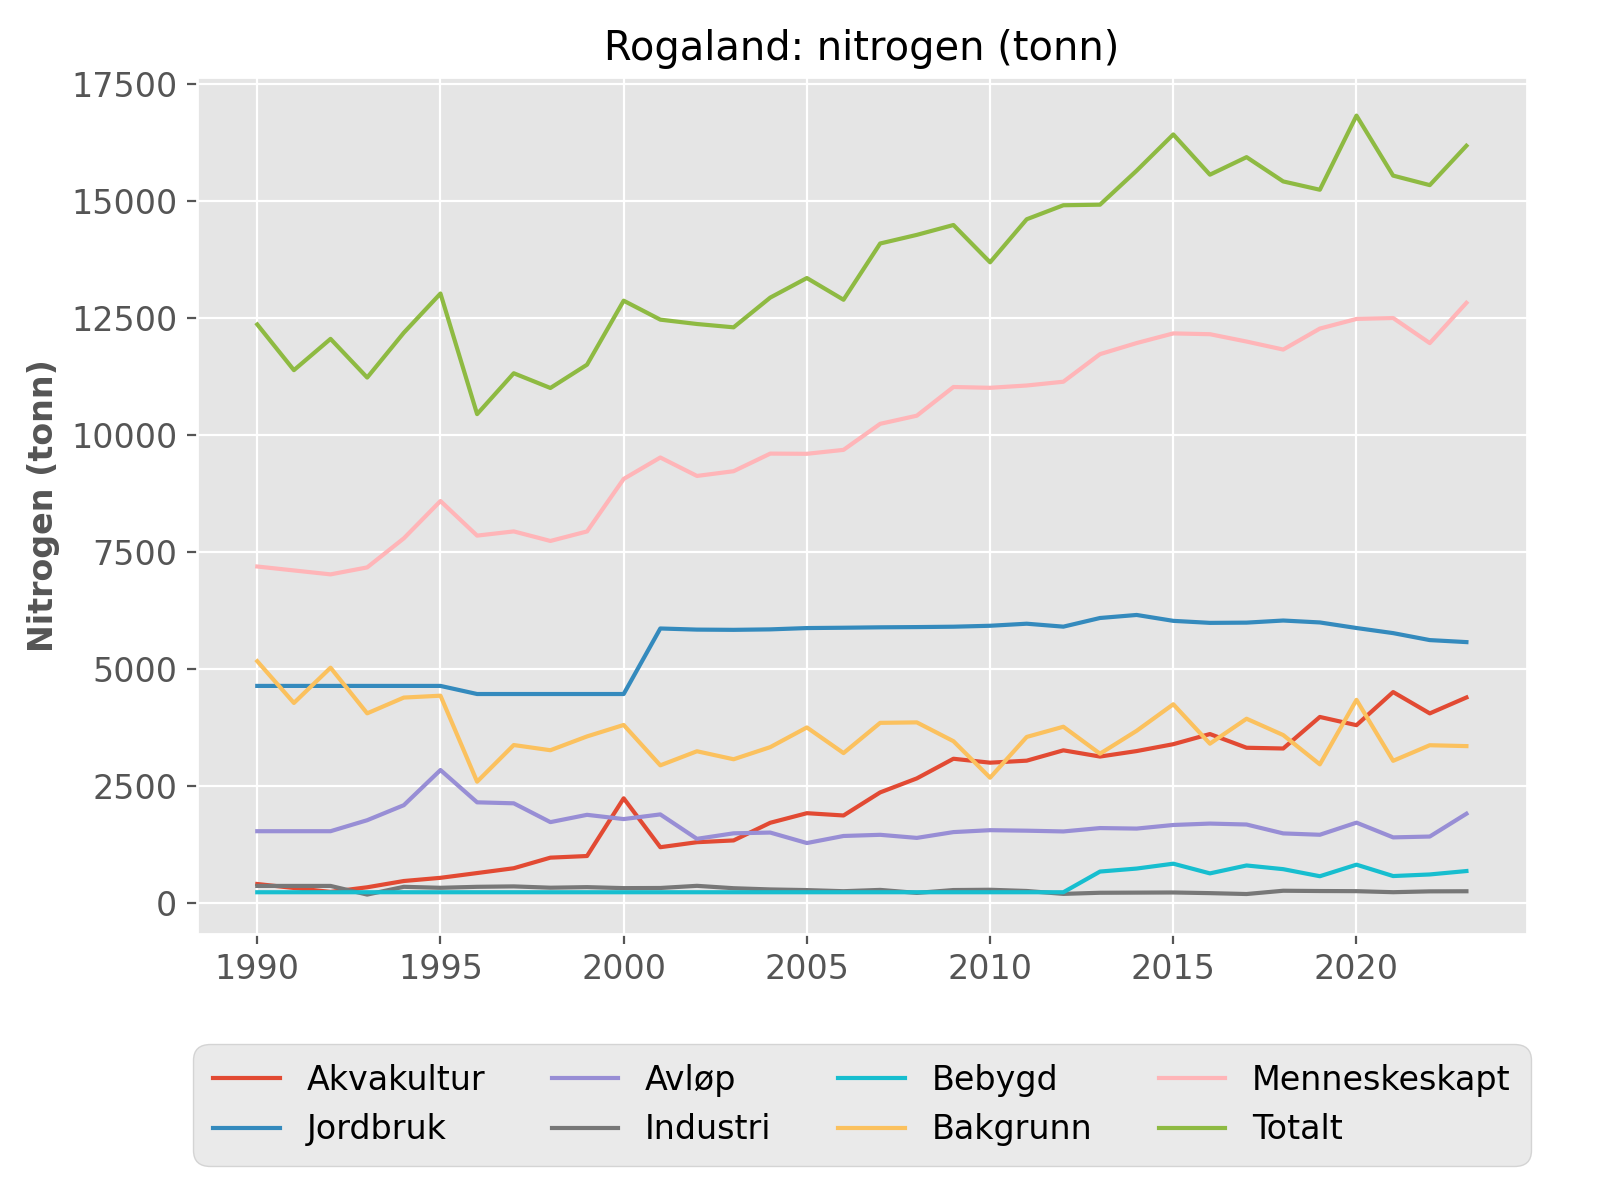 Rogaland: nitrogen (tonn)
Nitrogen (tonn)
17500
15000
12500
10000
7500
5000
2500
0
1990 1995 2000 2005 2010 2015 2020
Akvakultur Avløp Bebygd Menneskeskapt
Jordbruk Industri Bakgrunn Totalt